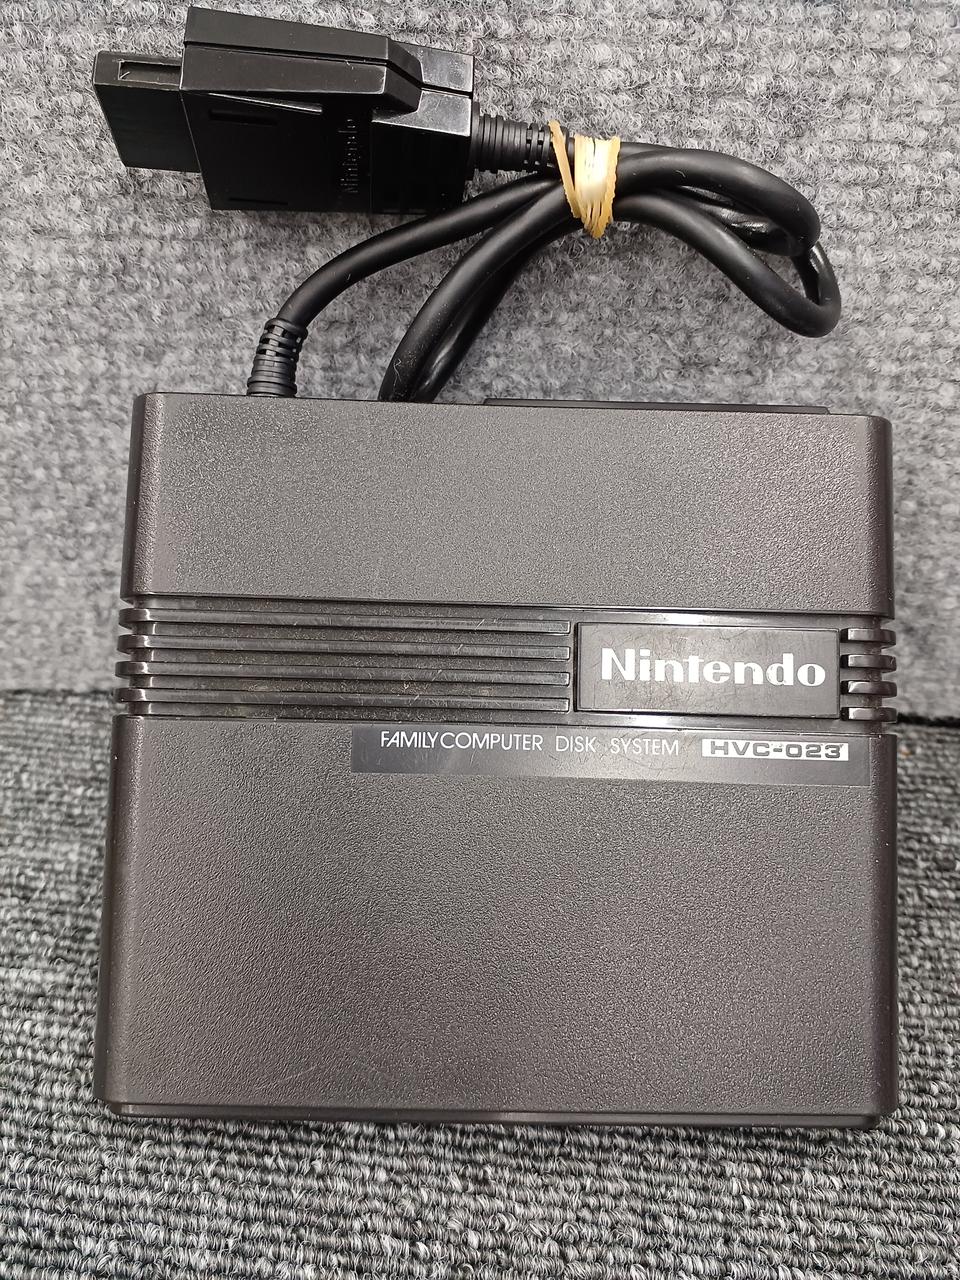 Nintendo
Nintendo
FAMILY COMPUTER DISK SYSTEM HVC-023